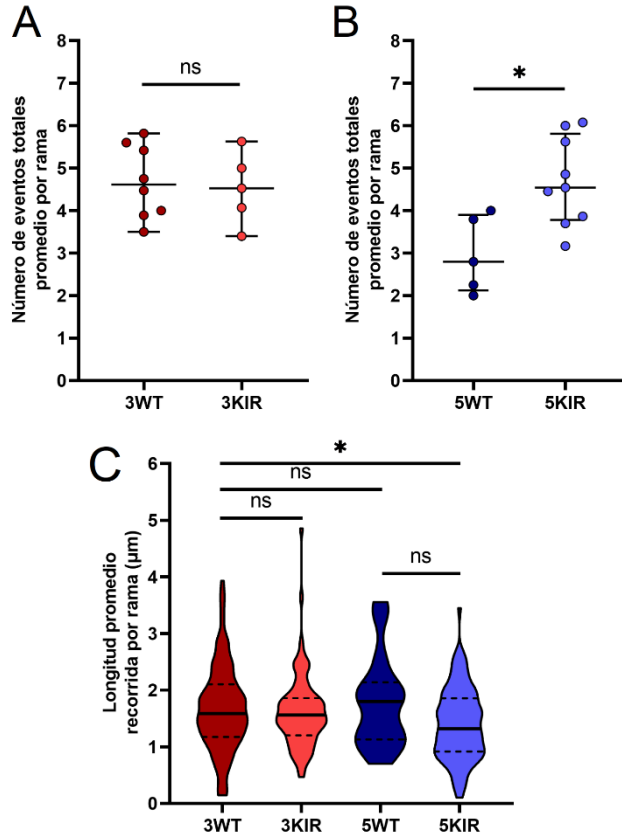 A
B
Número de eventos totales
promedio por rama
8
7
6
5
4
3
2
1
0
ns
3WT
3KIR
Número de eventos totales
promedio por rama
8
7
6
5
4
3
2
1
0
*
5WT
5KIR
C
Longitud promedio
recorrida por rama (µm)
6
5
4
3
2
1
0
*
ns
ns
ns
3WT
3KIR
5WT
5KIR